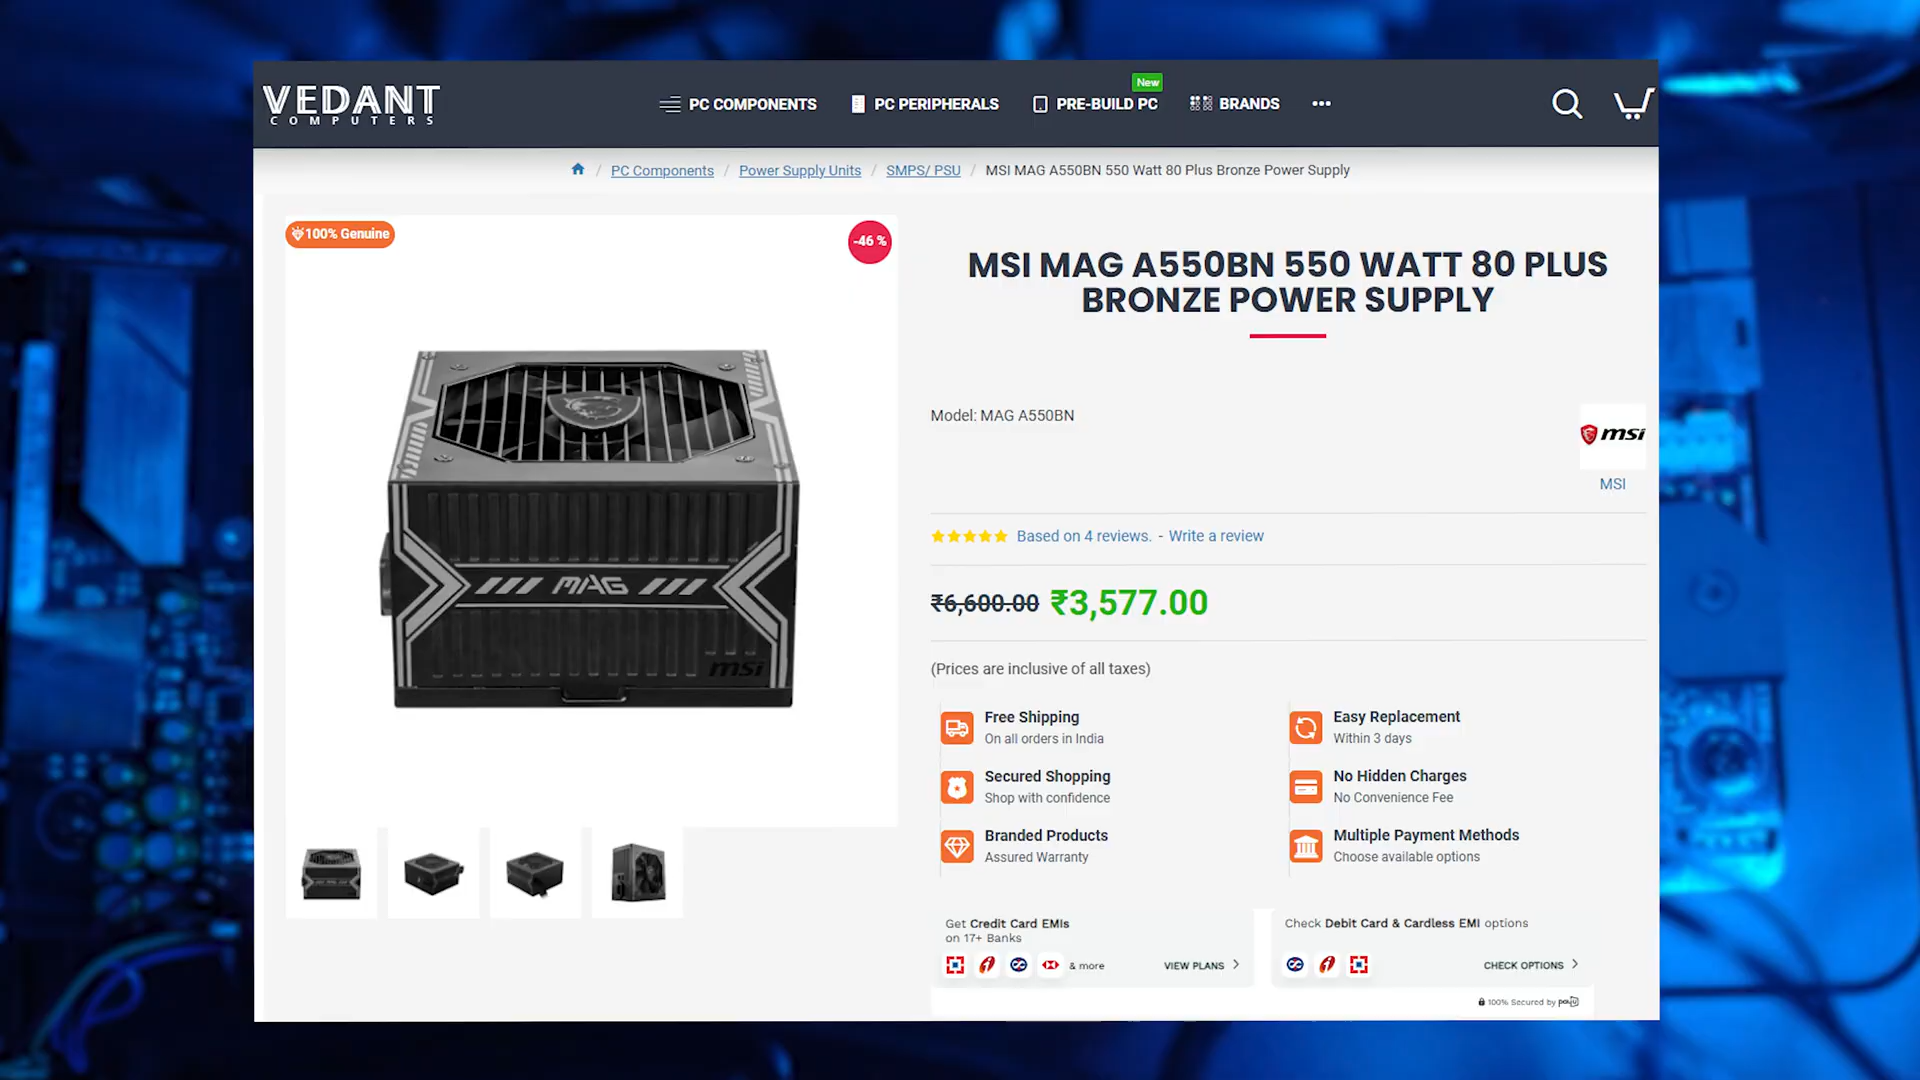 VEDANT
COMPUTERS
PC COMPONENTS
PC PERIPHERALS
New
PRE-BUILD PC
BRANDS
/ PC Components / Power Supply Units / SMPS/ PSU / MSI MAG A550BN 550 Watt 80 Plus Bronze Power Supply
100% Genuine
-46 %
MAG
msi
MSI MAG A550BN 550 WATT 80 PLUS
BRONZE POWER SUPPLY
Model: MAG A550BN
msi
MSI
Based on 4 reviews. - Write a review
₹6,600.00 ₹3,577.00
(Prices are inclusive of all taxes)
Free Shipping
On all orders in India
Easy Replacement
Within 3 days
Secured Shopping
Shop with confidence
No Hidden Charges
No Convenience Fee
Branded Products
Assured Warranty
Multiple Payment Methods
Choose available options
Get Credit Card EMIs
on 17+ Banks
& more
VIEW PLANS
Check Debit Card & Cardless EMI options
CHECK OPTIONS
100% Secured by payU